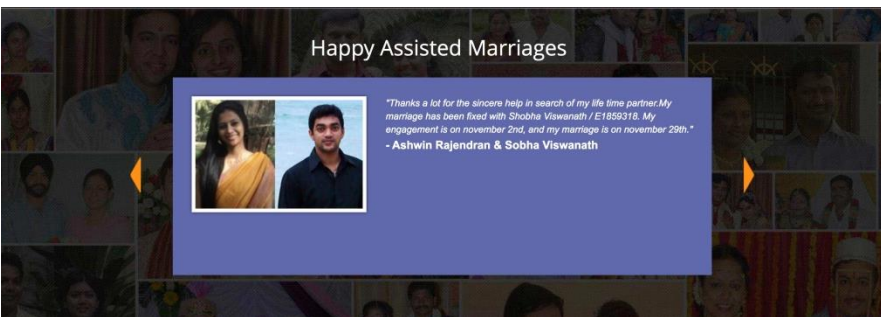 Happy Assisted Marriages
"Thanks a lot for the sincere help in search of my life time partner.My
marriage has been fixed with Shobha Viswanath / E1859318. My
engagement is on november 2nd, and my marriage is on november 29th."
- Ashwin Rajendran & Sobha Viswanath